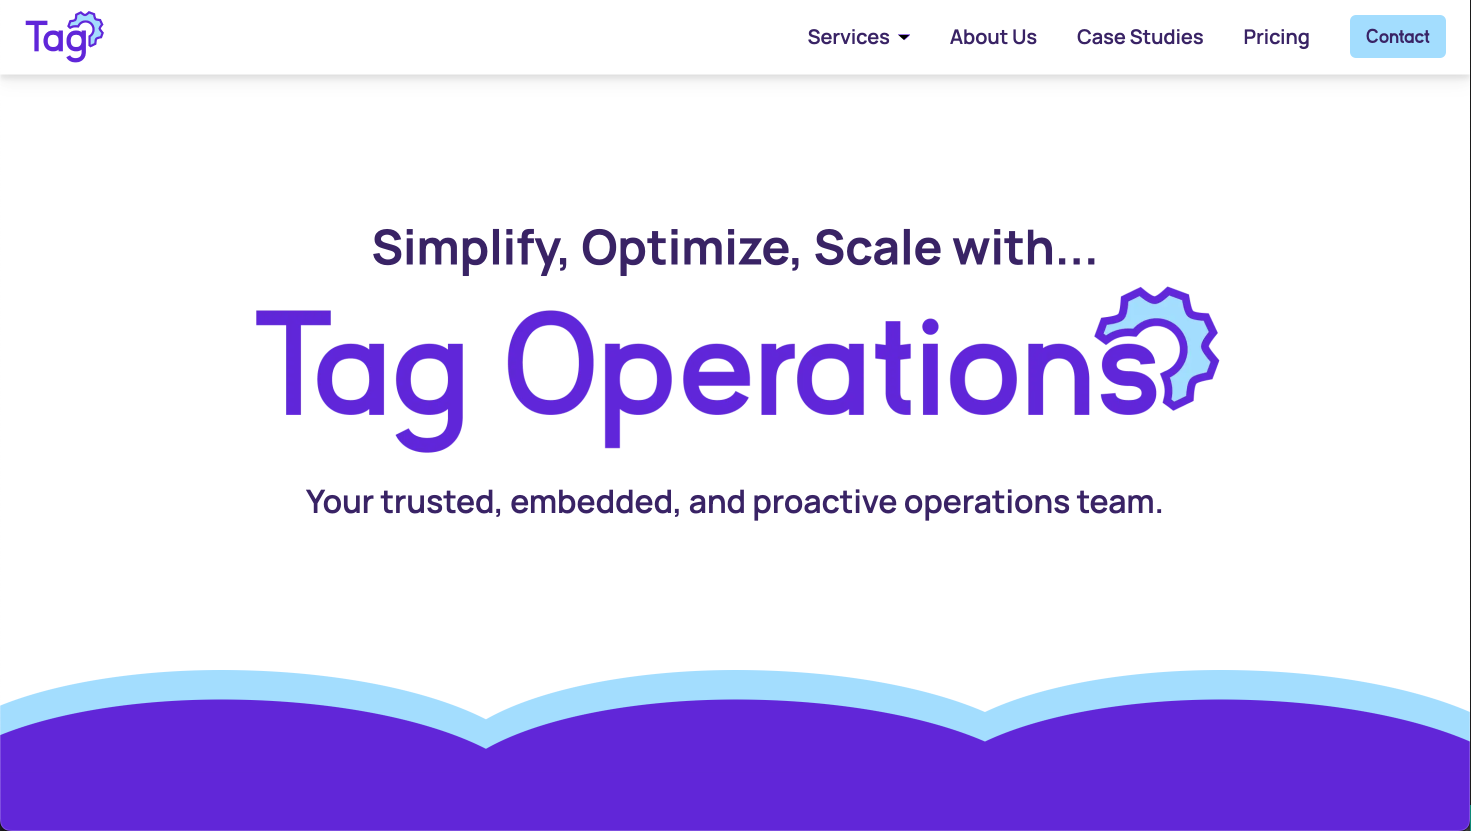 Tag
Services
About Us
Case Studies
Pricing
Contact
Simplify, Optimize, Scale with...
Tag Operations
Your trusted, embedded, and proactive operations team.